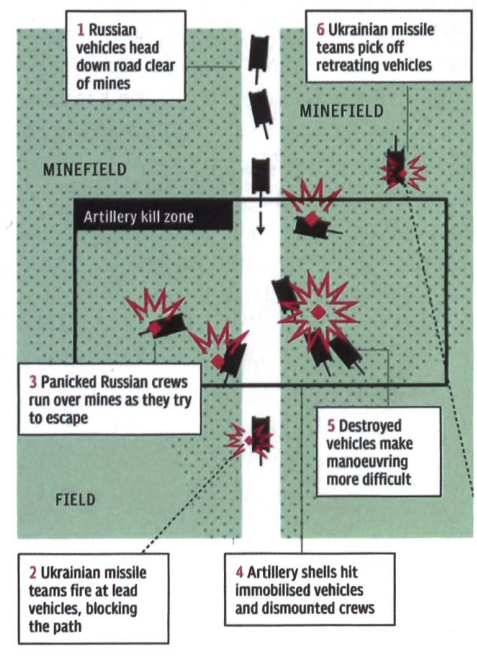 1 Russian
vehicles head
down road clear
of mines
6 Ukrainian missile
teams pick off
retreating vehicles
MINEFIELD
MINEFIELD
Artillery kill zone
3 Panicked Russian crews
run over mines as they try
to escape
5 Destroyed
vehicles make
manoeuvring
more difficult
FIELD
2 Ukrainian missile
teams fire at lead
vehicles, blocking
the path
4 Artillery shells hit
immobilised vehicles
and dismounted crews